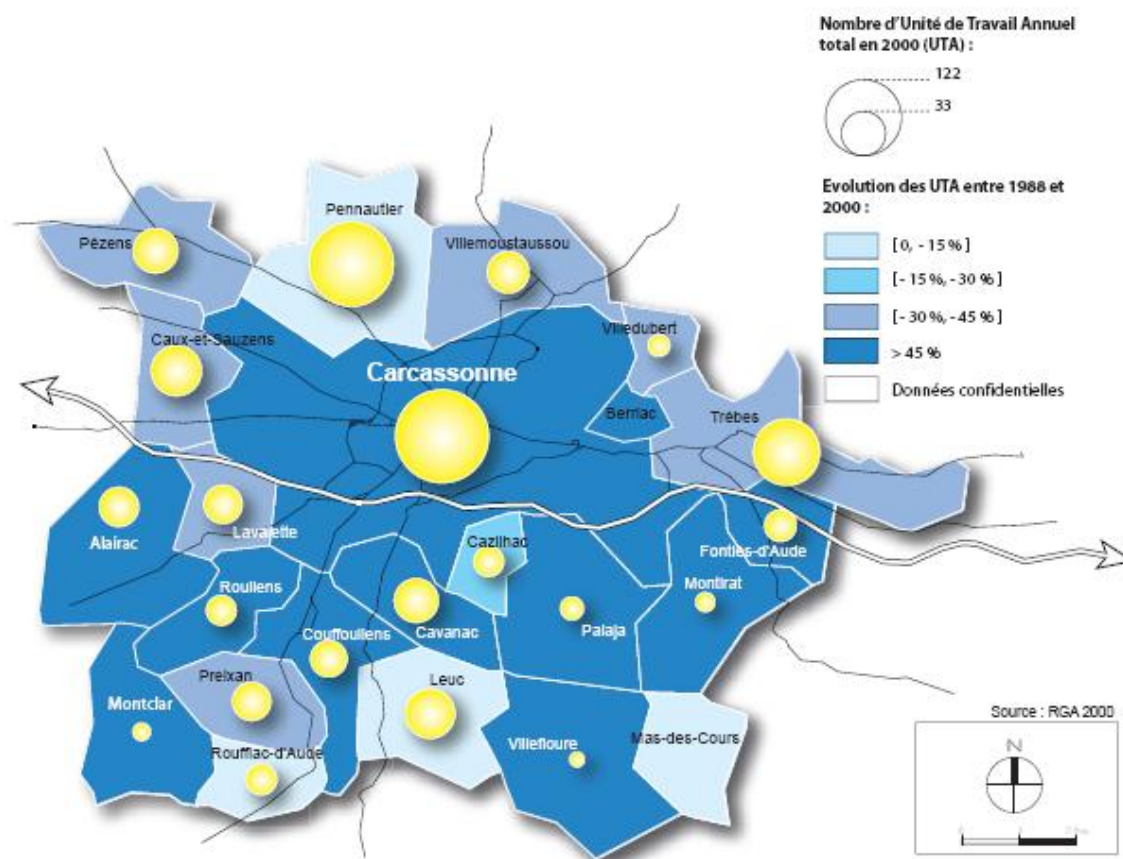 Nombre d'Unité de Travail Annuel
total en 2000 (UTA) :
122
33
Evolution des UTA entre 1988 et
2000 :
[ 0, - 15 % ]
[ - 15 %, - 30 % ]
[ - 30 %, - 45 % ]
> 45 %
Données confidentielles
Pennautier
Pézens
Villemoustaussou
Villedubert
Caux-et-Sauzens
Carcassonne
Berriac
Trèbes
Lavalette
Alairac
Cazilhac
Fontiès-d'Aude
Roullens
Montirat
Couffoulens
Cavanac
Palaja
Preixan
Leuc
Montclar
Villefloure
Mas-des-Cours
Rouffiac-d'Aude
Source : RGA 2000
N